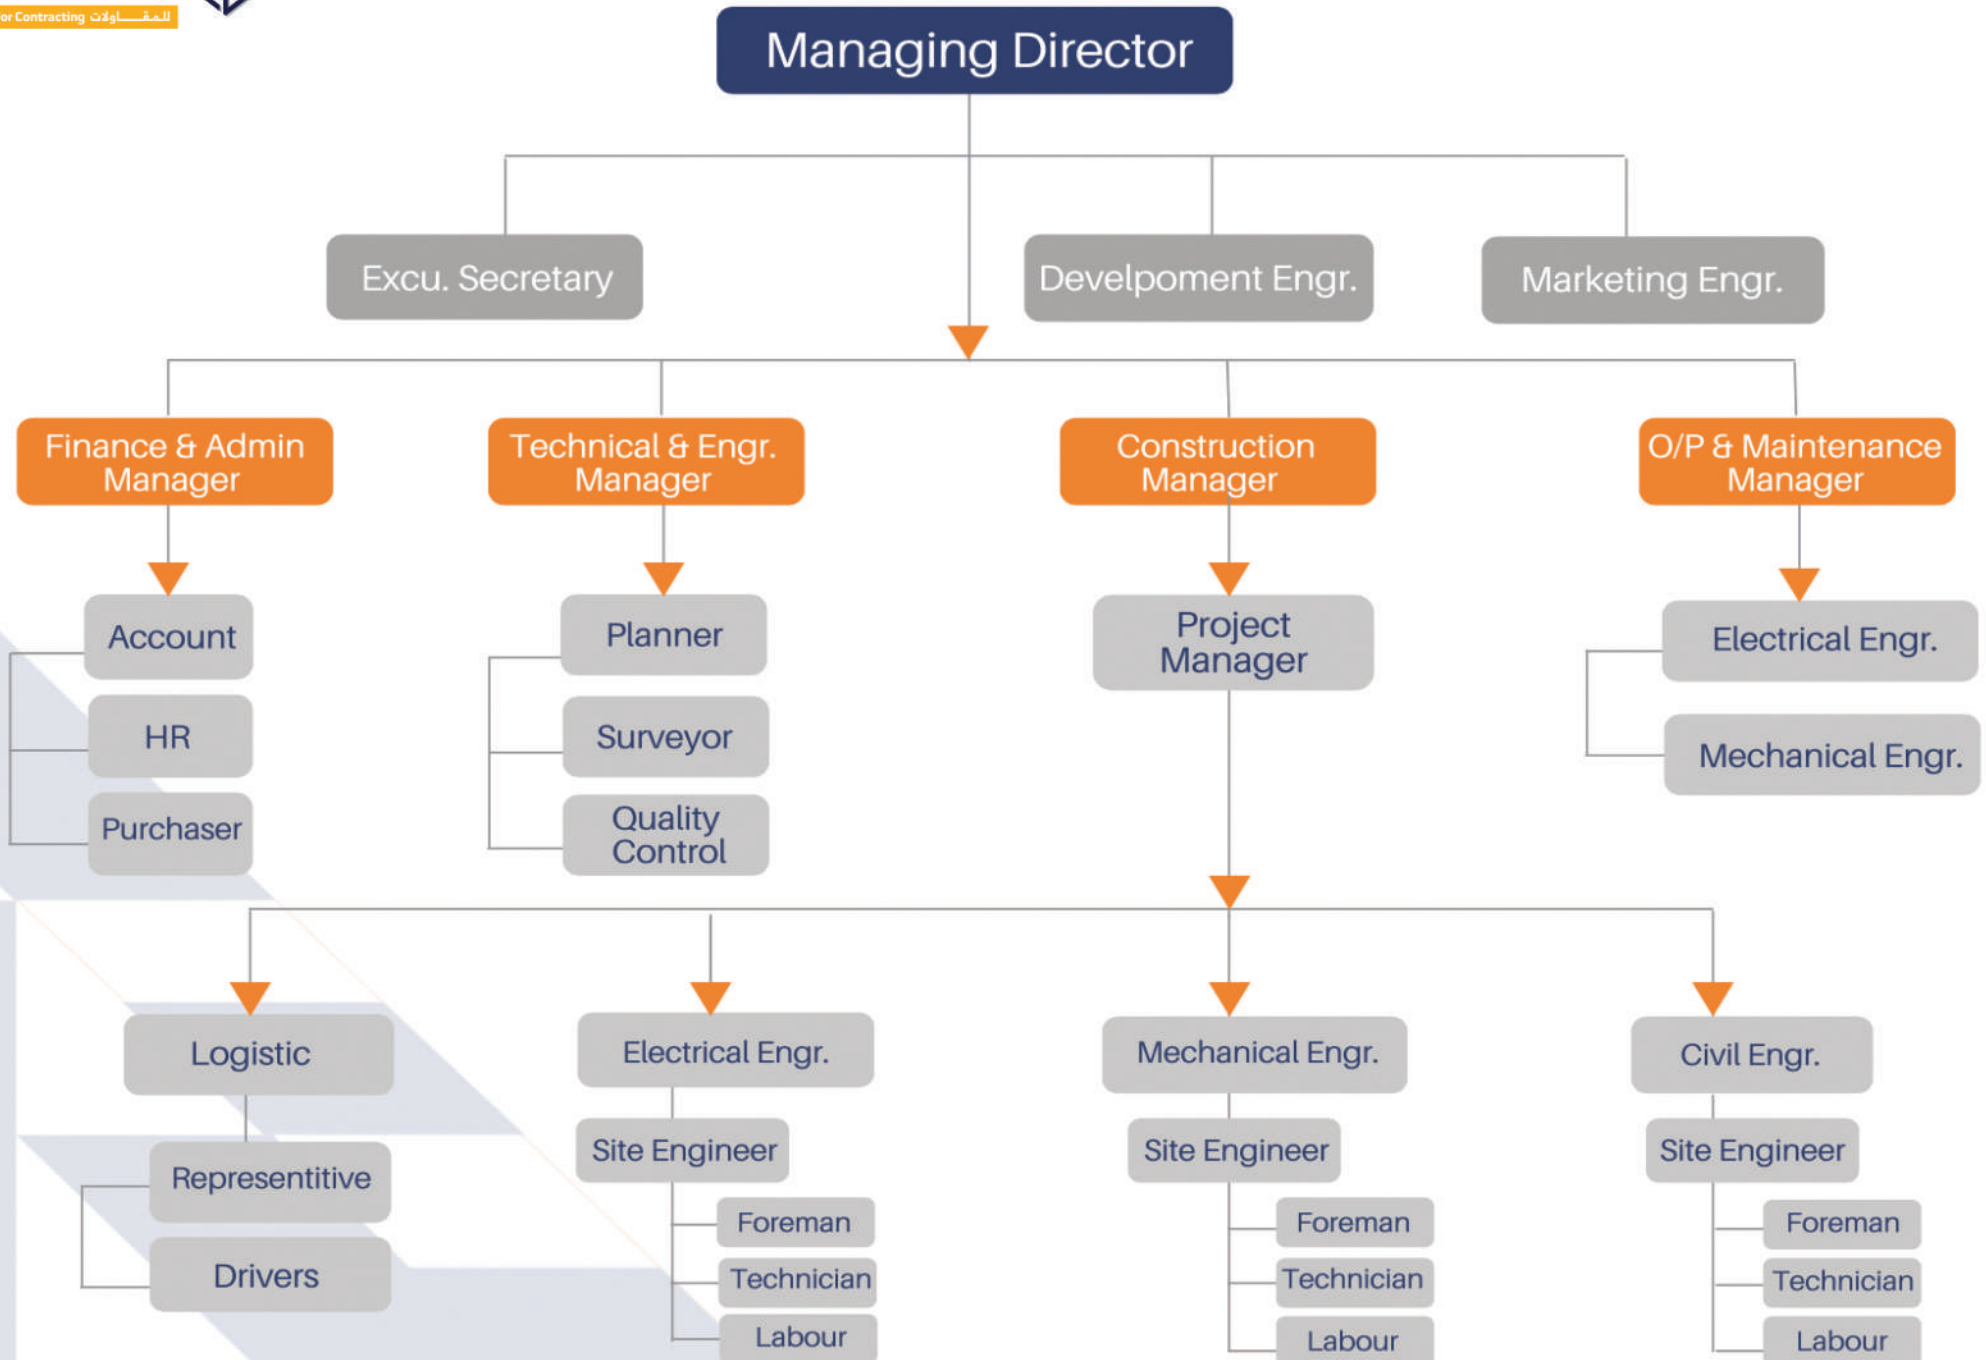 for Contracting للمقاولات
Managing Director
Excu. Secretary
Develpoment Engr.
Marketing Engr.
Finance & Admin
Manager
Technical & Engr.
Manager
Construction
Manager
O/P & Maintenance
Manager
Account
HR
Purchaser
Planner
Surveyor
Quality
Control
Project
Manager
Electrical Engr.
Mechanical Engr.
Logistic
Representitive
Drivers
Electrical Engr.
Site Engineer
Foreman
Technician
Labour
Mechanical Engr.
Site Engineer
Foreman
Technician
Labour
Civil Engr.
Site Engineer
Foreman
Technician
Labour